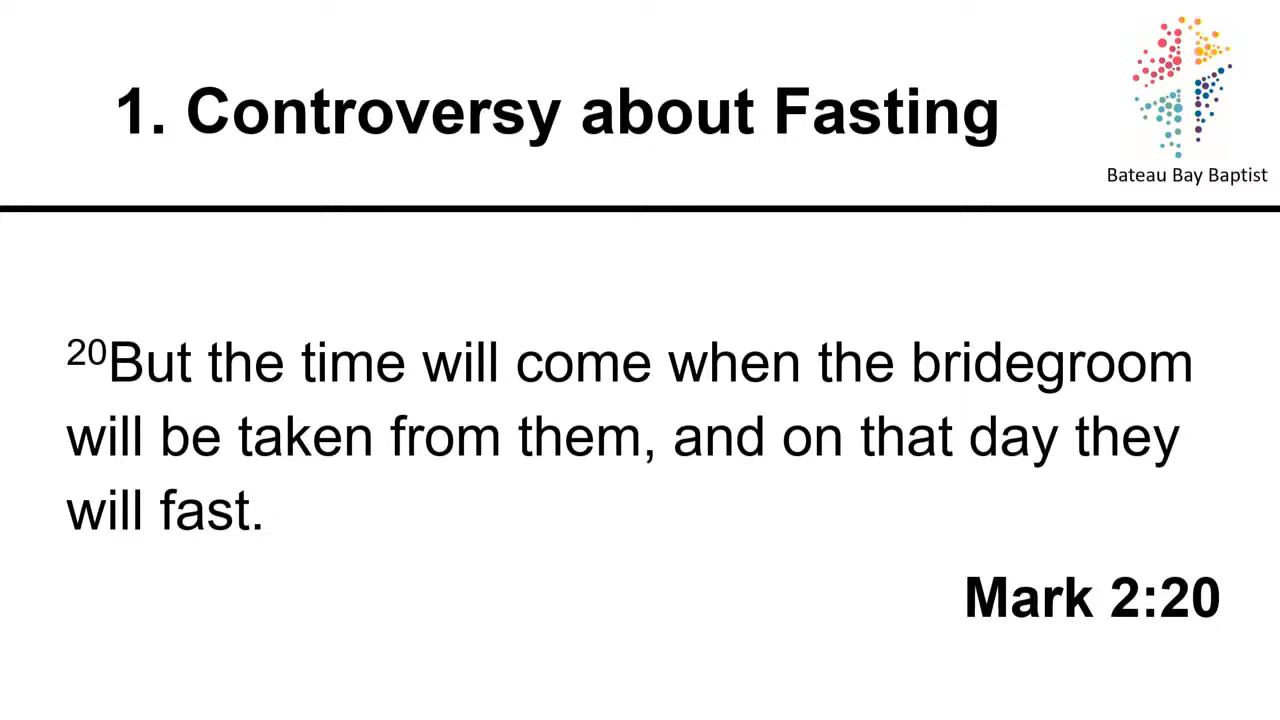 1. Controversy about Fasting
Bateau Bay Baptist
20But the time will come when the bridegroom
will be taken from them, and on that day they
will fast.
Mark 2:20